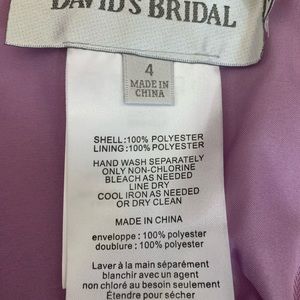 DAVID'S BRIDAL
4
MADE IN
CHINA
SHELL:100% POLYESTER
LINING:100% POLYESTER
HAND WASH SEPARATELY
ONLY NON-CHLORINE
BLEACH AS NEEDED
LINE DRY
COOL IRON AS NEEDED
OR DRY CLEAN
MADE IN CHINA
enveloppe : 100% polyester
doublure : 100% polyester
Laver à la main séparément
blanchir avec un agent
non chloré au besoin seulement
Étendre pour sécher